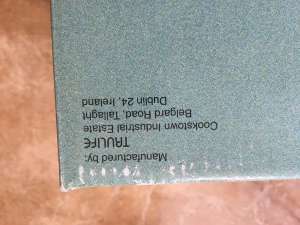 Manufactured by:
TRULIFE
Cookstown Industrial Estate
Belgard Road, Tallaght
Dublin 24, Ireland